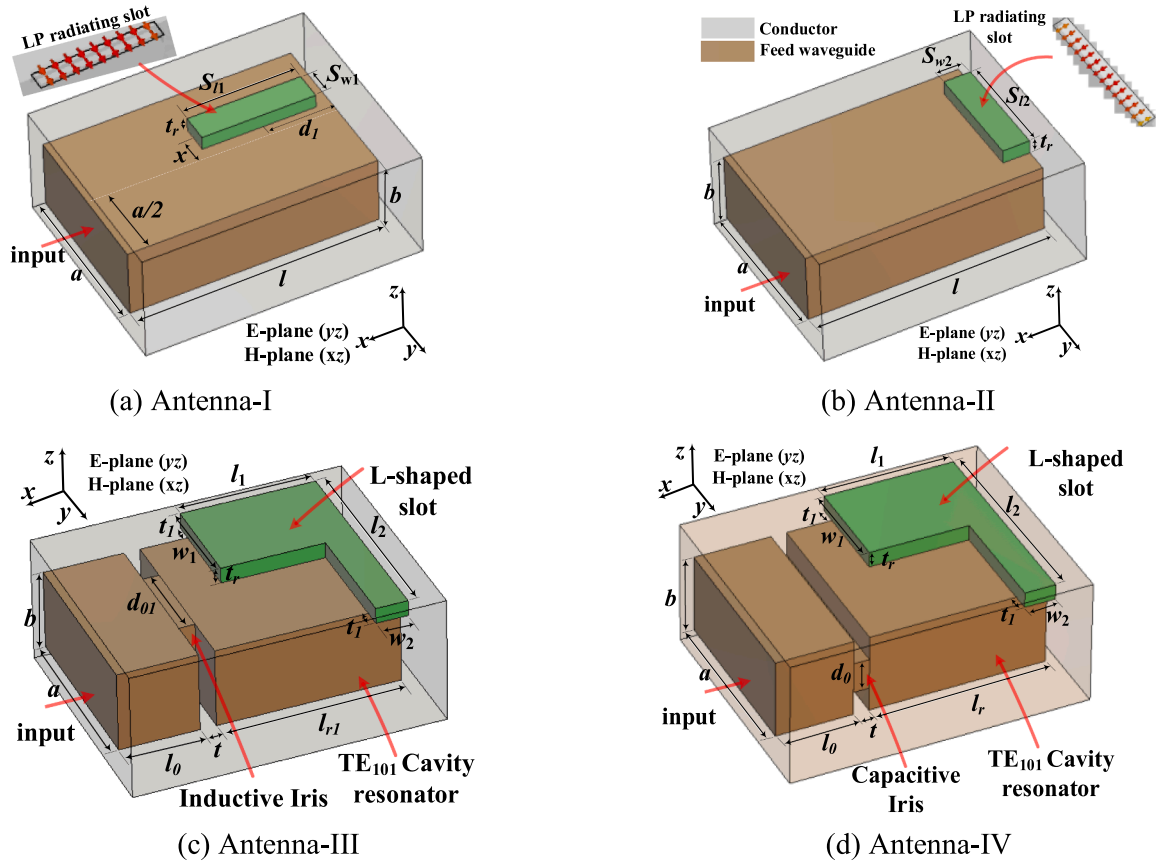 LP radiating slot
S_l1
S_w1
t_r
x
d_1
a/2
b
input
a
l
z
E-plane (yz)
H-plane (xz)
x
y
(a) Antenna-I
Conductor
Feed waveguide
LP radiating
slot
S_w2
S_l2
t_r
b
a
input
l
z
E-plane (yz)
H-plane (xz)
x
y
(b) Antenna-II
z
E-plane (yz)
H-plane (xz)
x
y
l_1
L-shaped
slot
t_1
w_1
l_2
t_r
d_01
b
t_1
w_2
a
input
l_0
t
l_r1
Inductive Iris
TE_101 Cavity
resonator
(c) Antenna-III
z
E-plane (yz)
H-plane (xz)
x
y
l_1
L-shaped
slot
t_1
w_1
l_2
t_r
b
t_1
w_2
d_0
a
input
l_0
t
l_r
Capacitive
Iris
TE_101 Cavity
resonator
(d) Antenna-IV